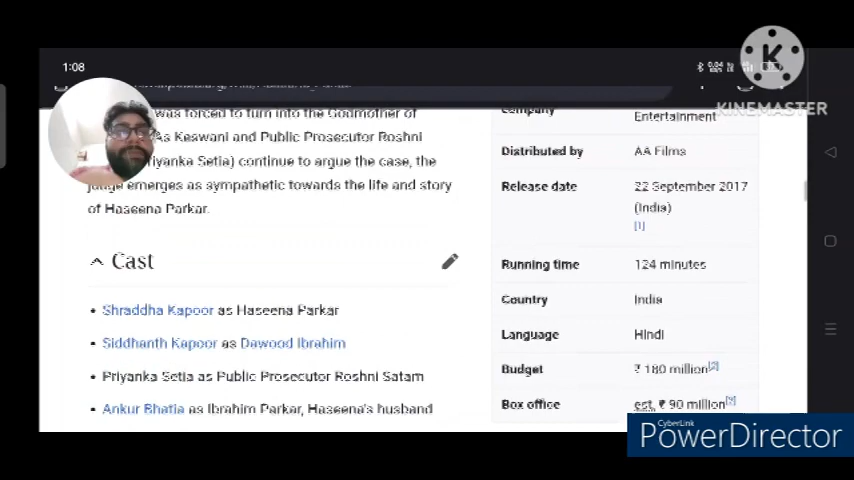 1:08
KINEMASTER
was forced to turn into the Godmother of
As Keswani and Public Prosecutor Roshni
riyanka Setia) continue to argue the case, the
judge emerges as sympathetic towards the life and story
of Haseena Parkar.
Cast
• Shraddha Kapoor as Haseena Parkar
• Siddhanth Kapoor as Dawood Ibrahim
• Priyanka Setia as Public Prosecutor Roshni Satam
• Ankur Bhatia as Ibrahim Parkar, Haseena's husband
company Entertainment
Distributed by AA Films
Release date 22 September 2017
(India)
[1]
Running time 124 minutes
Country India
Language Hindi
Budget ₹ 180 million[2]
Box office est. ₹ 90 million[2]
CyberLink
PowerDirector